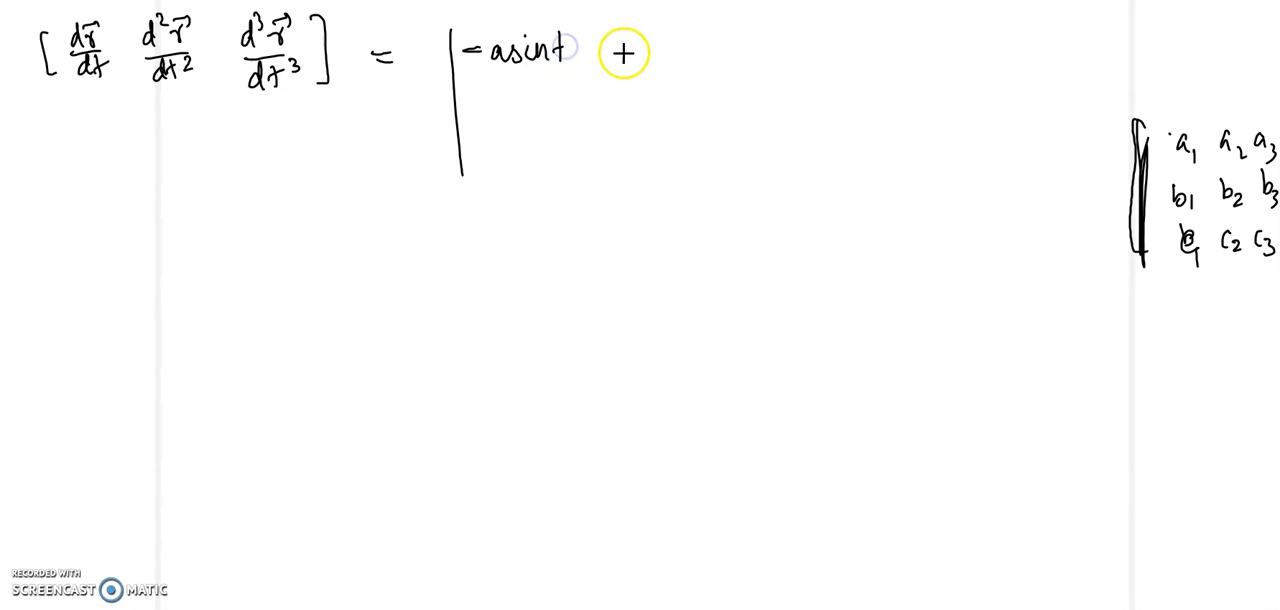 [ dr⃗/dt d²r⃗/dt² d³r⃗/dt³ ] = | -asint
a₁ a₂ a₃
b₁ b₂ b₃
c₁ c₂ c₃
RECORDED WITH
SCREENCAST MATIC